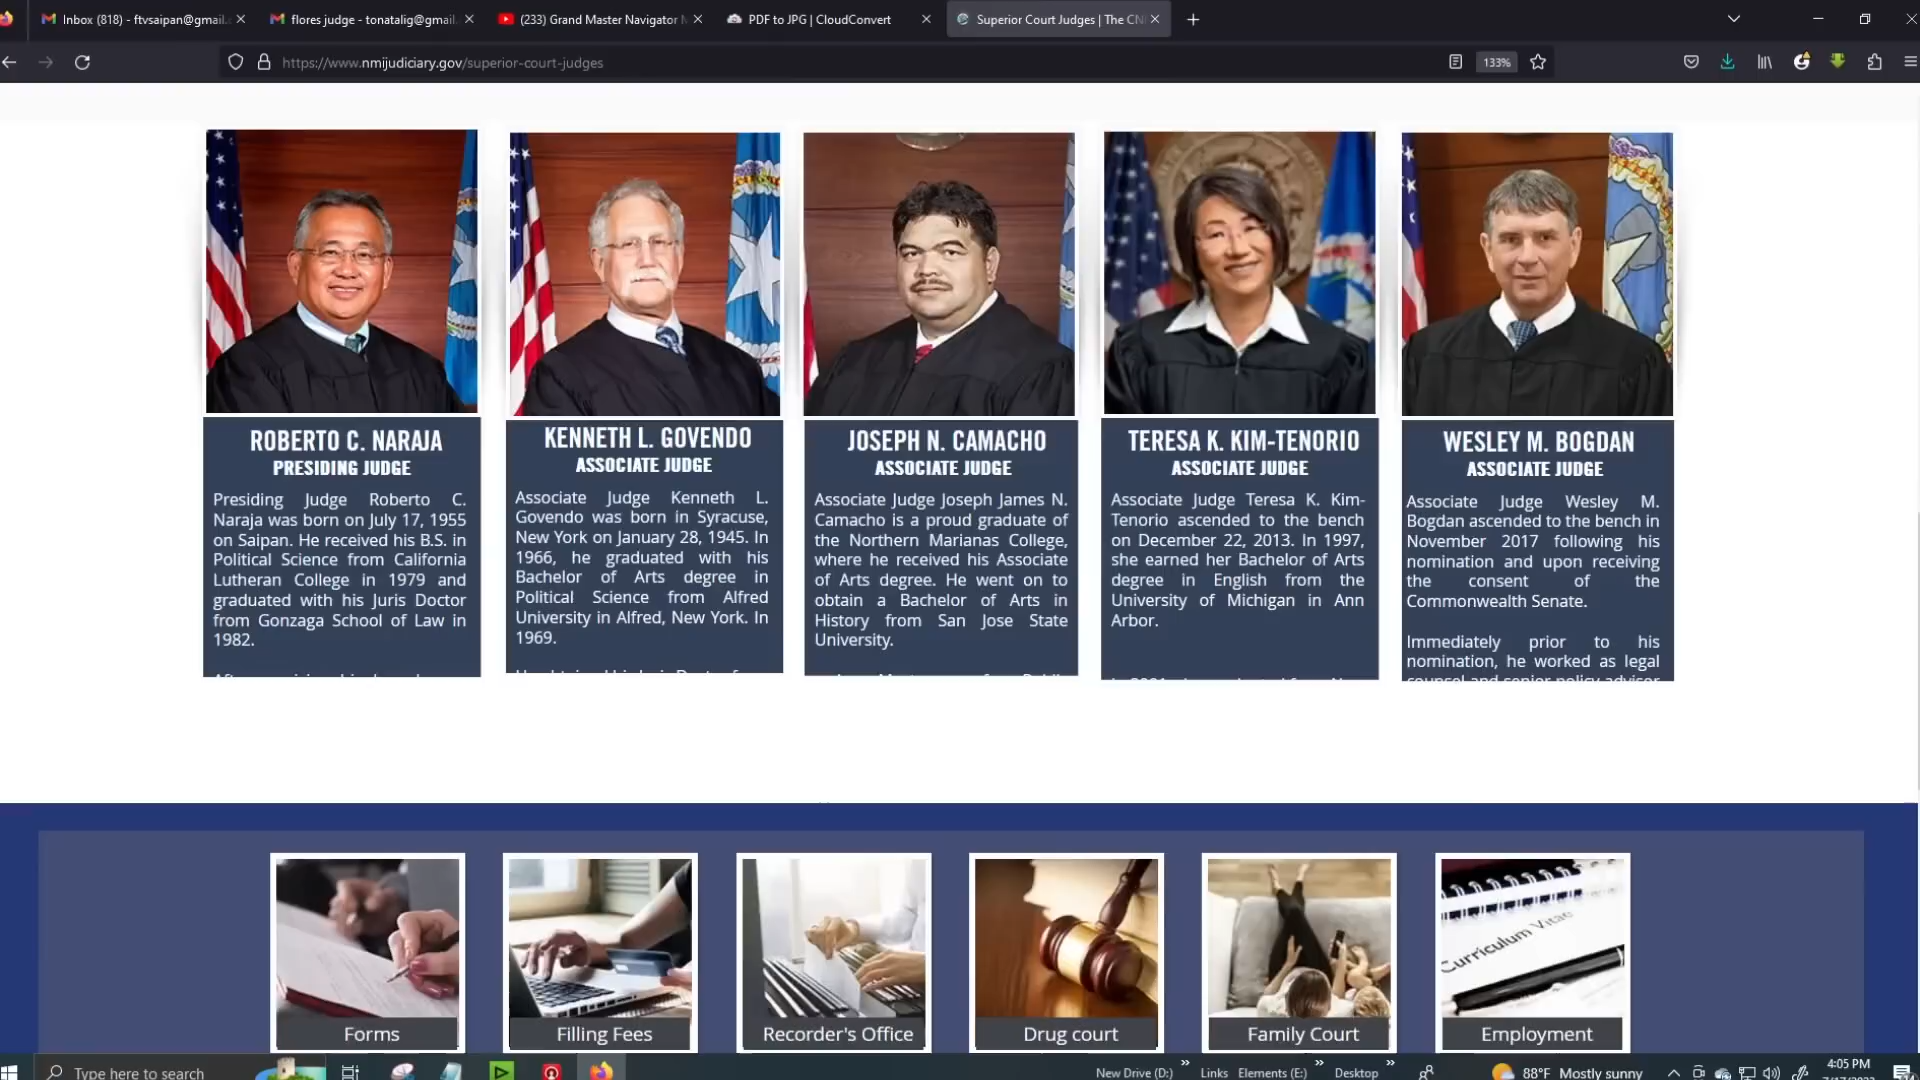 Inbox (818) - ftvsaipan@gmail.
flores judge - tonatalig@gmail.
(233) Grand Master Navigator
PDF to JPG | CloudConvert
Superior Court Judges | The CN
https://www.nmijudiciary.gov/superior-court-judges
133%
ROBERTO C. NARAJA
PRESIDING JUDGE
Presiding Judge Roberto C.
Naraja was born on July 17, 1955
on Saipan. He received his B.S. in
Political Science from California
Lutheran College in 1979 and
graduated with his Juris Doctor
from Gonzaga School of Law in
1982.
KENNETH L. GOVENDO
ASSOCIATE JUDGE
Associate Judge Kenneth L.
Govendo was born in Syracuse,
New York on January 28, 1945. In
1966, he graduated with his
Bachelor of Arts degree in
Political Science from Alfred
University in Alfred, New York. In
1969.
JOSEPH N. CAMACHO
ASSOCIATE JUDGE
Associate Judge Joseph James N.
Camacho is a proud graduate of
the Northern Marianas College,
where he received his Associate
of Arts degree. He went on to
obtain a Bachelor of Arts in
History from San Jose State
University.
TERESA K. KIM-TENORIO
ASSOCIATE JUDGE
Associate Judge Teresa K. Kim-
Tenorio ascended to the bench
on December 22, 2013. In 1997,
she earned her Bachelor of Arts
degree in English from the
University of Michigan in Ann
Arbor.
WESLEY M. BOGDAN
ASSOCIATE JUDGE
Associate Judge Wesley M.
Bogdan ascended to the bench in
November 2017 following his
nomination and upon receiving
the consent of the
Commonwealth Senate.
Immediately prior to his
nomination, he worked as legal
counsel and senior policy advisor
Curriculum Vitae
Forms
Filling Fees
Recorder's Office
Drug court
Family Court
Employment
Type here to search
New Drive (D:)
Links
Elements (E:)
Desktop
88°F Mostly sunny
4:05 PM